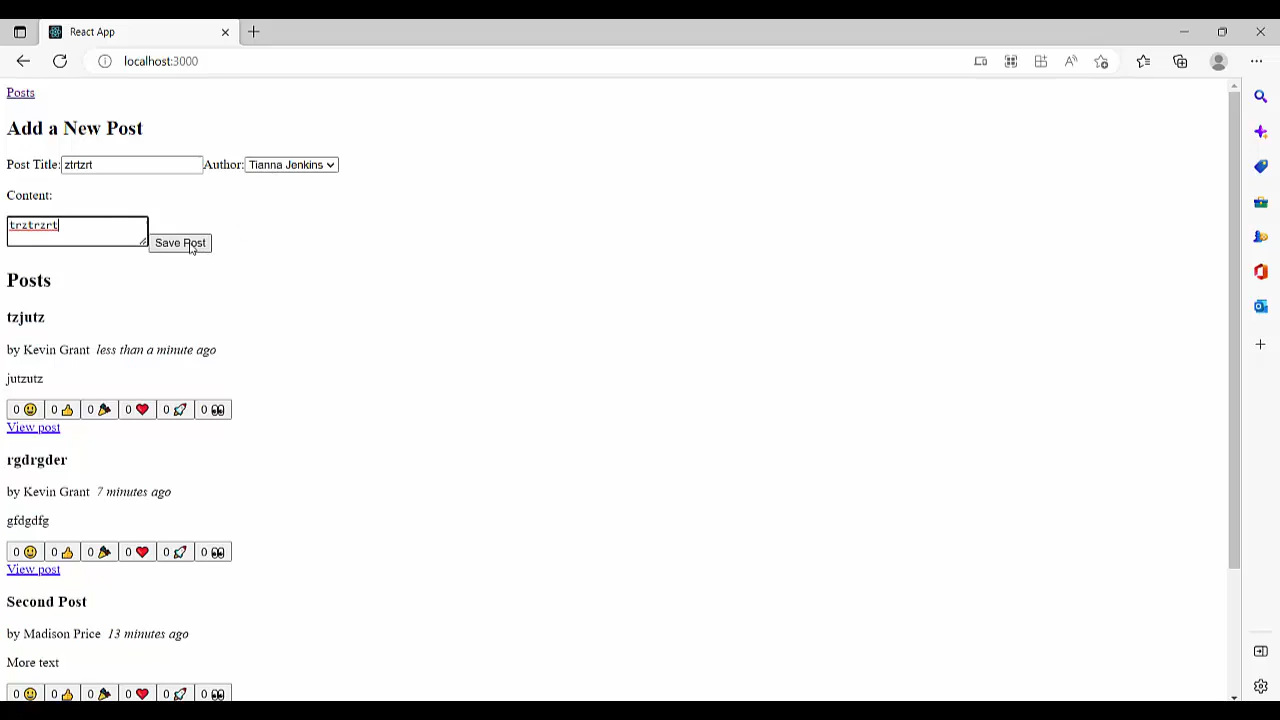 React App
localhost:3000
Posts
Add a New Post
Post Title: ztrtzrt Author: Tianna Jenkins
Content:
trztrzrt
Save Post
Posts
tzjutz
by Kevin Grant less than a minute ago
jutzutz
0 🙂 0 👍 0 🎉 0 ❤️ 0 🚀 0 👀
View post
rgdrgder
by Kevin Grant 7 minutes ago
gfdgdfg
0 🙂 0 👍 0 🎉 0 ❤️ 0 🚀 0 👀
View post
Second Post
by Madison Price 13 minutes ago
More text
0 🙂 0 👍 0 🎉 0 ❤️ 0 🚀 0 👀